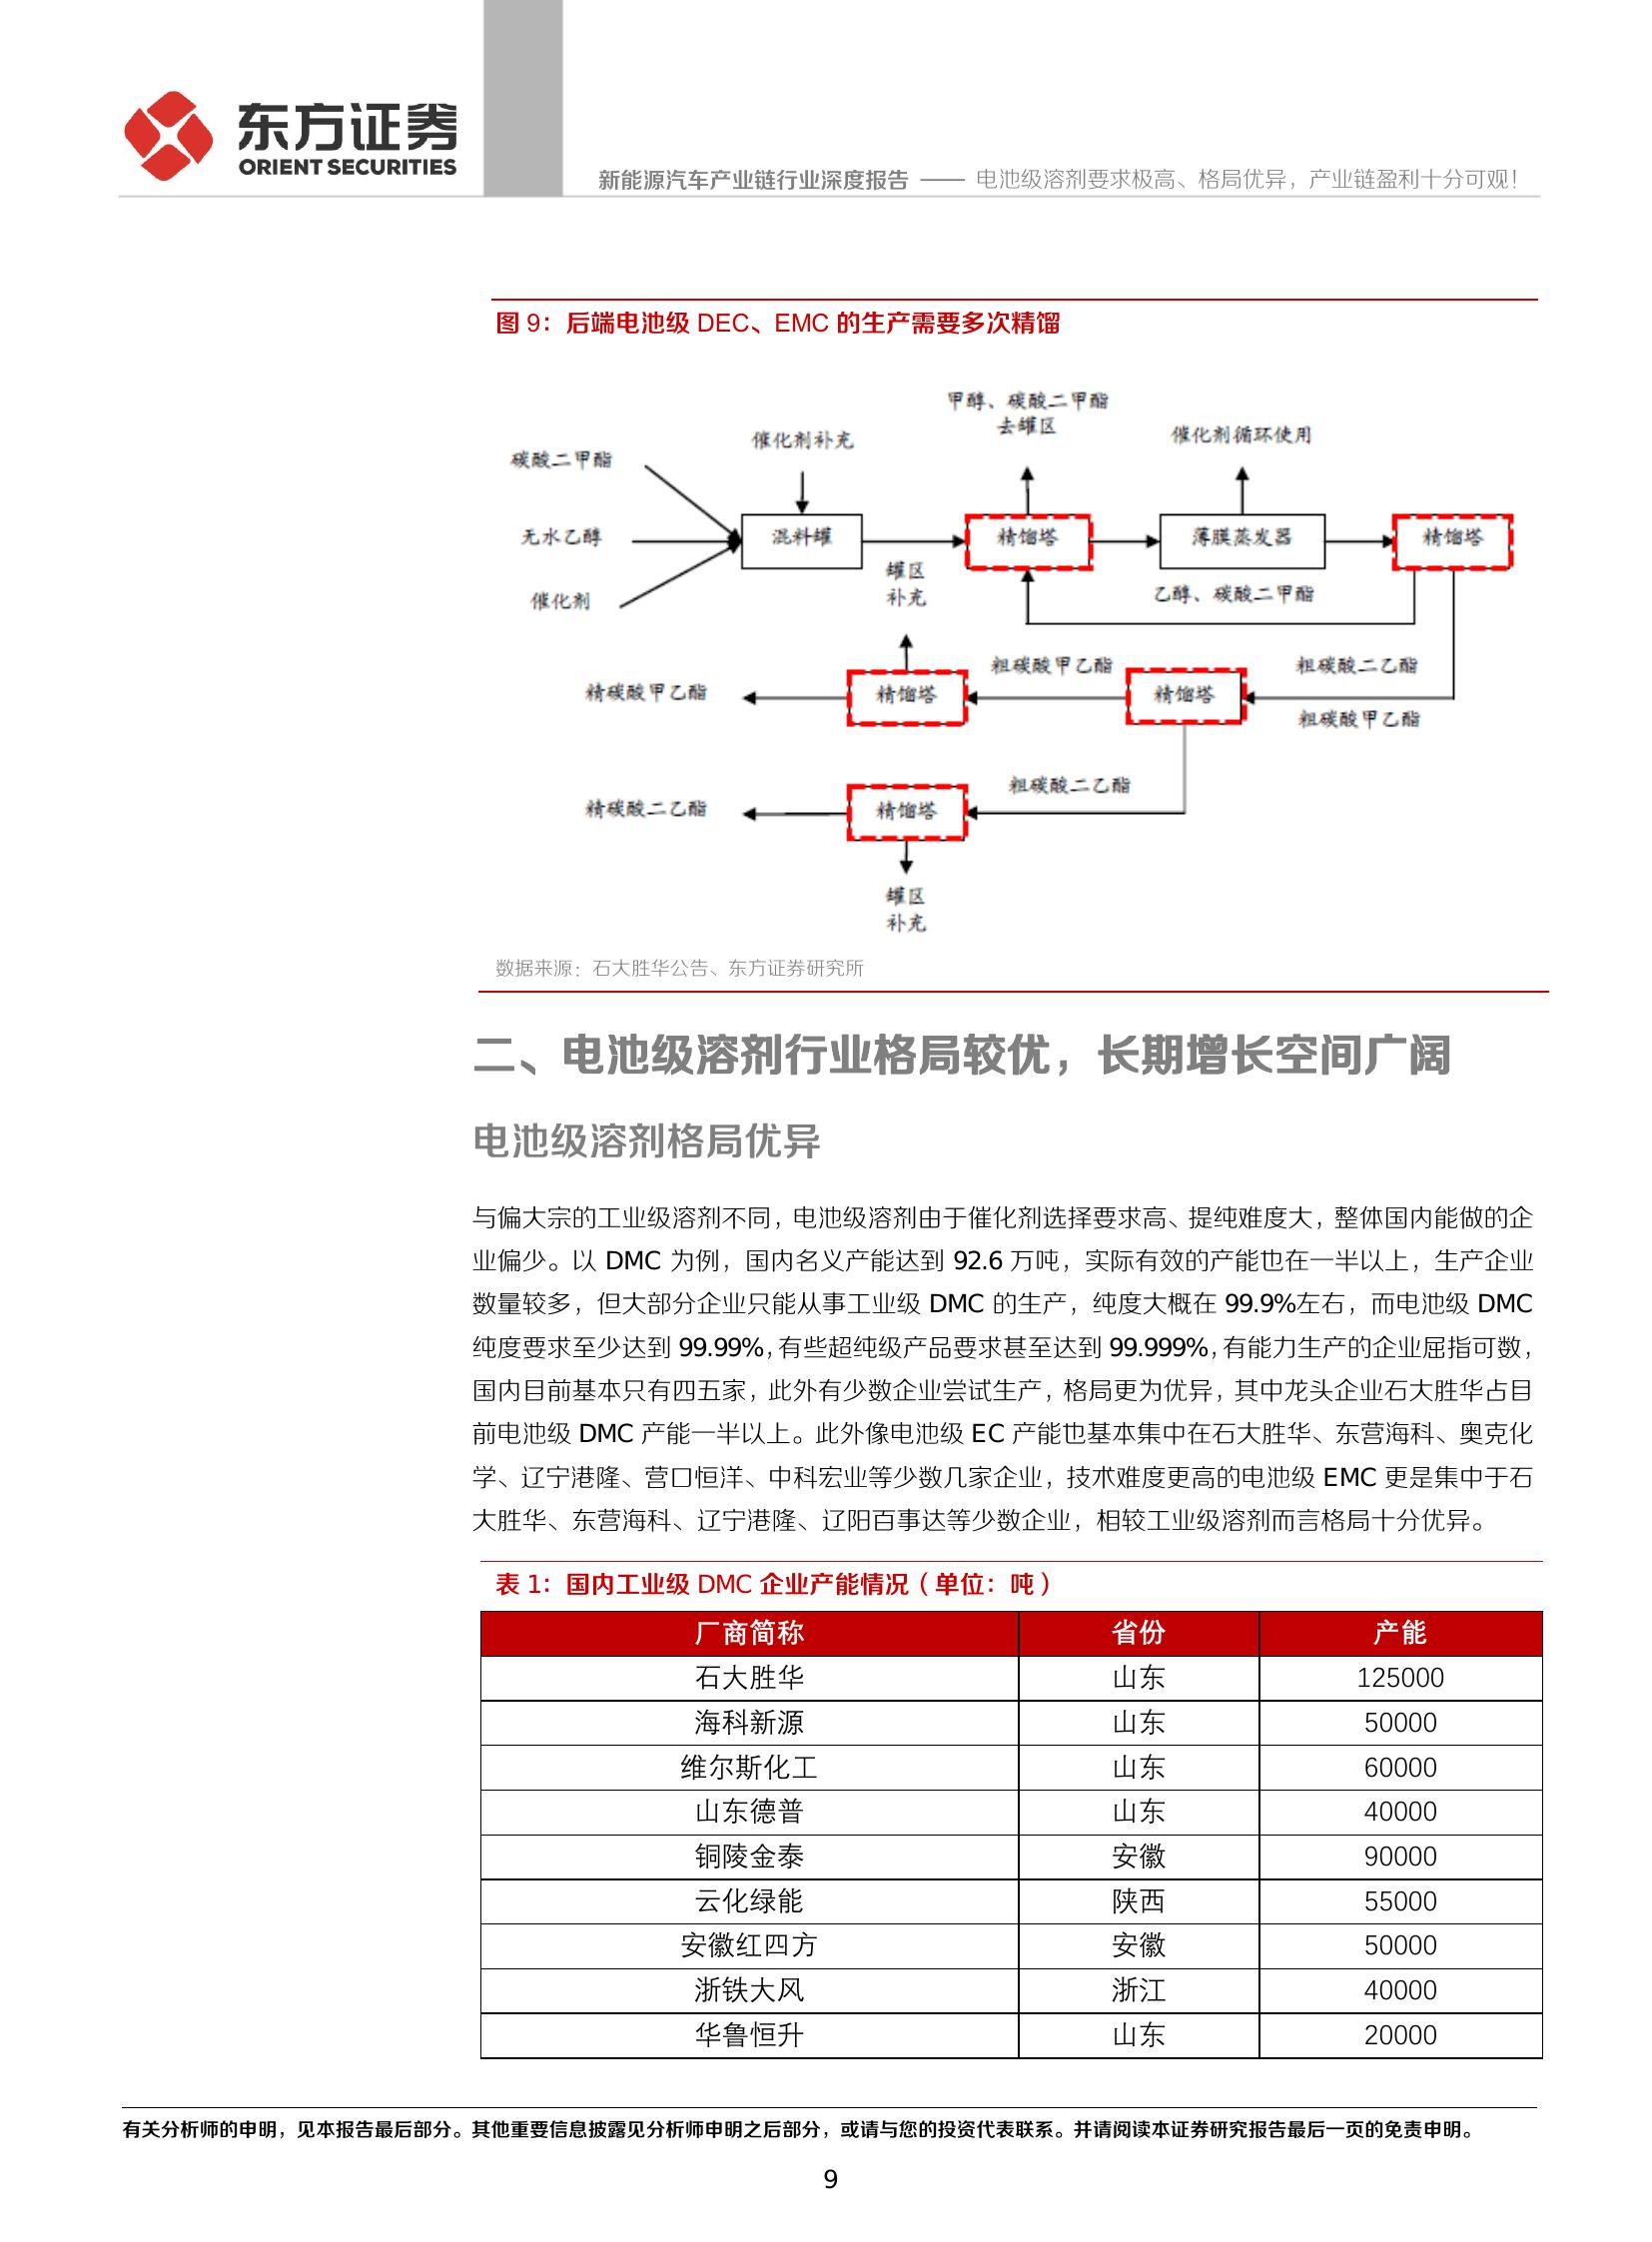 东方证券
ORIENT SECURITIES
新能源汽车产业链行业深度报告 —— 电池级溶剂要求极高、格局优异，产业链盈利十分可观！
图 9：后端电池级 DEC、EMC 的生产需要多次精馏
甲醇、碳酸二甲酯
去罐区
催化剂补充
催化剂循环使用
碳酸二甲酯
无水乙醇
混料罐
精馏塔
薄膜蒸发器
精馏塔
罐区
补充
乙醇、碳酸二甲酯
催化剂
粗碳酸甲乙酯
粗碳酸二乙酯
精碳酸甲乙酯
精馏塔
精馏塔
粗碳酸甲乙酯
粗碳酸二乙酯
精碳酸二乙酯
精馏塔
罐区
补充
数据来源：石大胜华公告、东方证券研究所
二、电池级溶剂行业格局较优，长期增长空间广阔
电池级溶剂格局优异
与偏大宗的工业级溶剂不同，电池级溶剂由于催化剂选择要求高、提纯难度大，整体国内能做的企
业偏少。以 DMC 为例，国内名义产能达到 92.6 万吨，实际有效的产能也在一半以上，生产企业
数量较多，但大部分企业只能从事工业级 DMC 的生产，纯度大概在 99.9%左右，而电池级 DMC
纯度要求至少达到 99.99%，有些超纯级产品要求甚至达到 99.999%，有能力生产的企业屈指可数，
国内目前基本只有四五家，此外有少数企业尝试生产，格局更为优异，其中龙头企业石大胜华占目
前电池级 DMC 产能一半以上。此外像电池级 EC 产能也基本集中在石大胜华、东营海科、奥克化
学、辽宁港隆、营口恒洋、中科宏业等少数几家企业，技术难度更高的电池级 EMC 更是集中于石
大胜华、东营海科、辽宁港隆、辽阳百事达等少数企业，相较工业级溶剂而言格局十分优异。
表 1：国内工业级 DMC 企业产能情况（单位：吨）
厂商简称 省份 产能
石大胜华 山东 125000
海科新源 山东 50000
维尔斯化工 山东 60000
山东德普 山东 40000
铜陵金泰 安徽 90000
云化绿能 陕西 55000
安徽红四方 安徽 50000
浙铁大风 浙江 40000
华鲁恒升 山东 20000
有关分析师的申明，见本报告最后部分。其他重要信息披露见分析师申明之后部分，或请与您的投资代表联系。并请阅读本证券研究报告最后一页的免责申明。
9